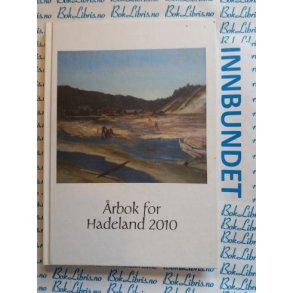 Årbok for
Hadeland 2010
INNBUNDET
BokLibris.no